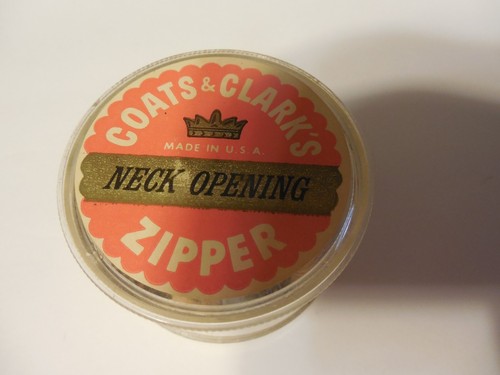 COATS & CLARK'S
MADE IN U.S.A.
NECK OPENING
ZIPPER